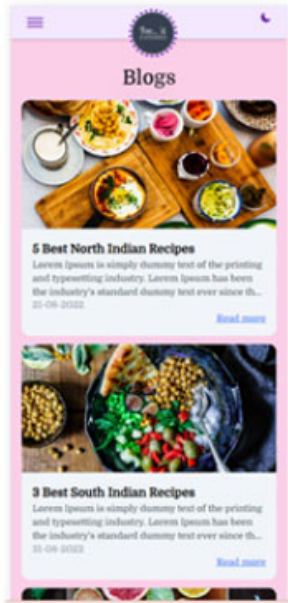 Blogs
5 Best North Indian Recipes
Lorem Ipsum is simply dummy text of the printing
and typesetting industry. Lorem Ipsum has been
the industry's standard dummy text ever since th...
21-08-2022
Read more
3 Best South Indian Recipes
Lorem Ipsum is simply dummy text of the printing
and typesetting industry. Lorem Ipsum has been
the industry's standard dummy text ever since th...
Read more